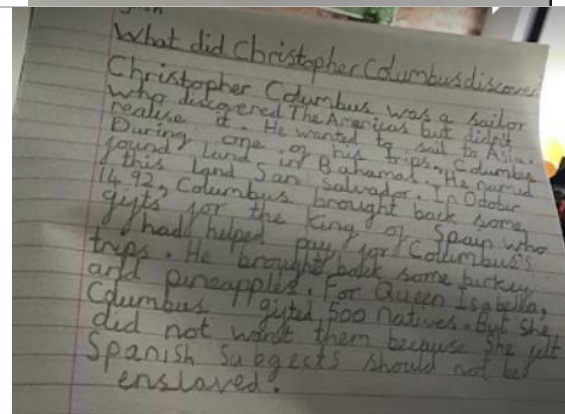 What did Christopher Columbus discover
Christopher Columbus was a sailor
who discovered The Americas but didn't
realise it. He wanted to sail to Asia.
During one of his trips, Columbus
found land in Bahamas. He named
this land San Salvador. In October
1492, Columbus brought back some
gifts for the king of Spain who
had helped pay for Columbus's
trips. He brought back some turkey
and pineapples. For Queen Isabella,
Columbus gifted 500 natives. But she
did not want them because she felt
Spanish Subgects should not be
enslaved.